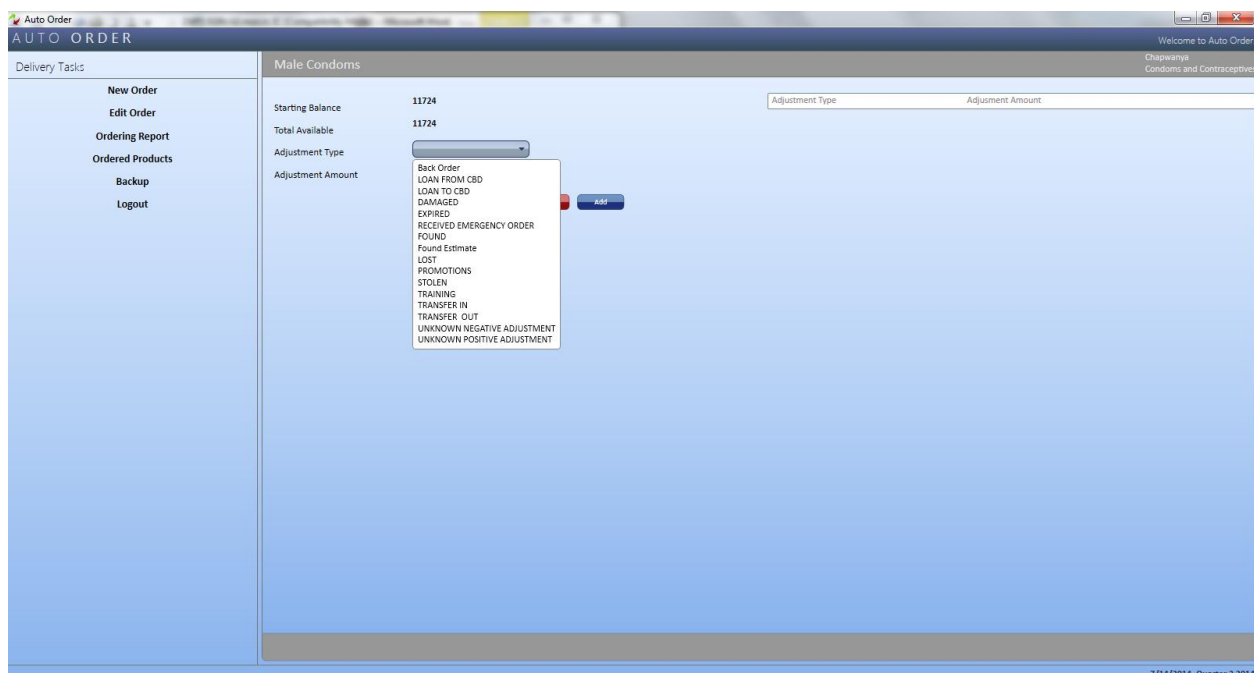 Auto Order
AUTO ORDER
Welcome to Auto Order
Delivery Tasks
New Order
Edit Order
Ordering Report
Ordered Products
Backup
Logout
Male Condoms
Chapwanya
Condoms and Contraceptives
Starting Balance 11724
Total Available 11724
Adjustment Type
Adjustment Amount
Back Order
LOAN FROM CBD
LOAN TO CBD
DAMAGED
EXPIRED
RECEIVED EMERGENCY ORDER
FOUND
Found Estimate
LOST
PROMOTIONS
STOLEN
TRAINING
TRANSFER IN
TRANSFER OUT
UNKNOWN NEGATIVE ADJUSTMENT
UNKNOWN POSITIVE ADJUSTMENT
Add
Adjustment Type Adjusment Amount